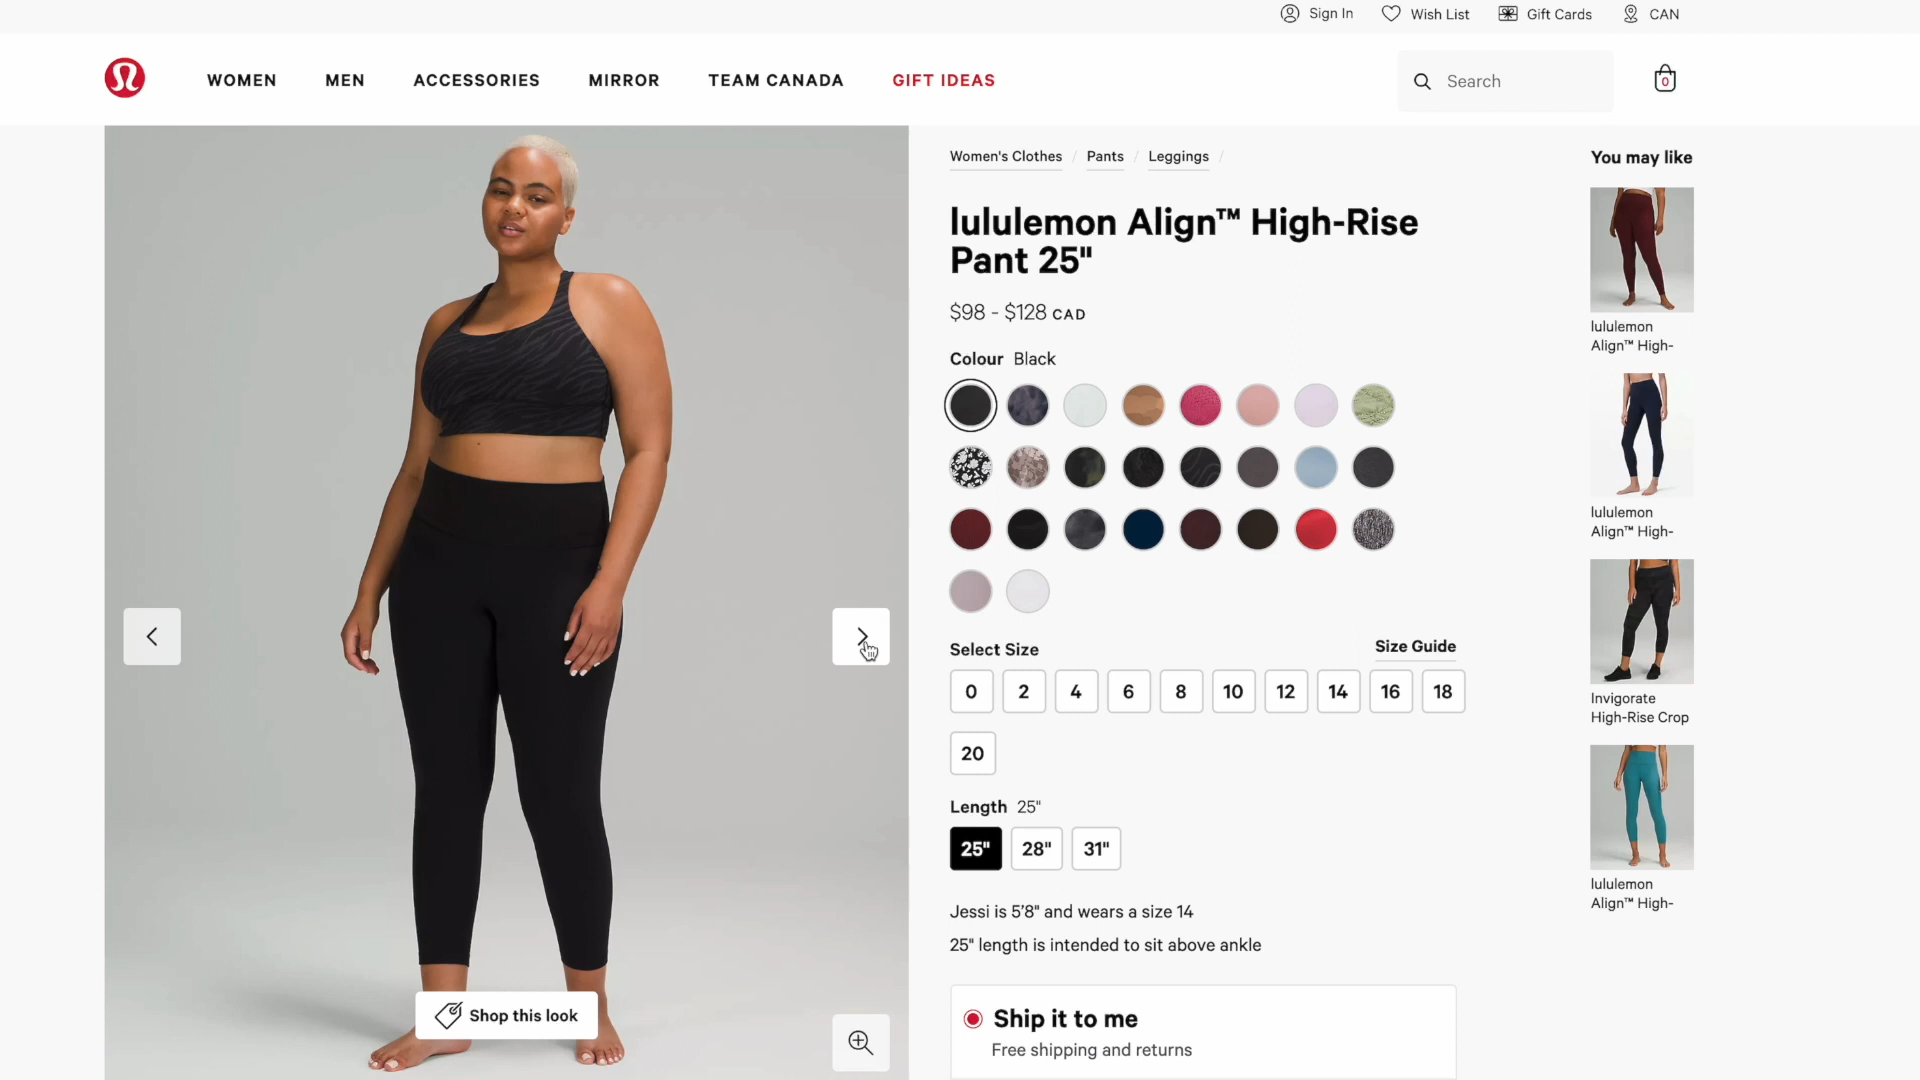 Sign In
Wish List
Gift Cards
CAN
WOMEN
MEN
ACCESSORIES
MIRROR
TEAM CANADA
GIFT IDEAS
Search
0
Women's Clothes / Pants / Leggings /
lululemon Align™ High-Rise
Pant 25"
$98 - $128 CAD
Colour Black
Select Size
Size Guide
0 2 4 6 8 10 12 14 16 18
20
Length 25"
25" 28" 31"
Jessi is 5'8" and wears a size 14
25" length is intended to sit above ankle
Ship it to me
Free shipping and returns
Shop this look
You may like
lululemon
Align™ High-
lululemon
Align™ High-
Invigorate
High-Rise Crop
lululemon
Align™ High-